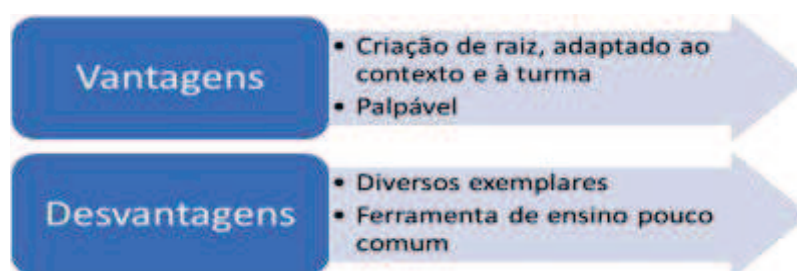 Vantagens
• Criação de raiz, adaptado ao
contexto e à turma
• Palpável
Desvantagens
• Diversos exemplares
• Ferramenta de ensino pouco
comum